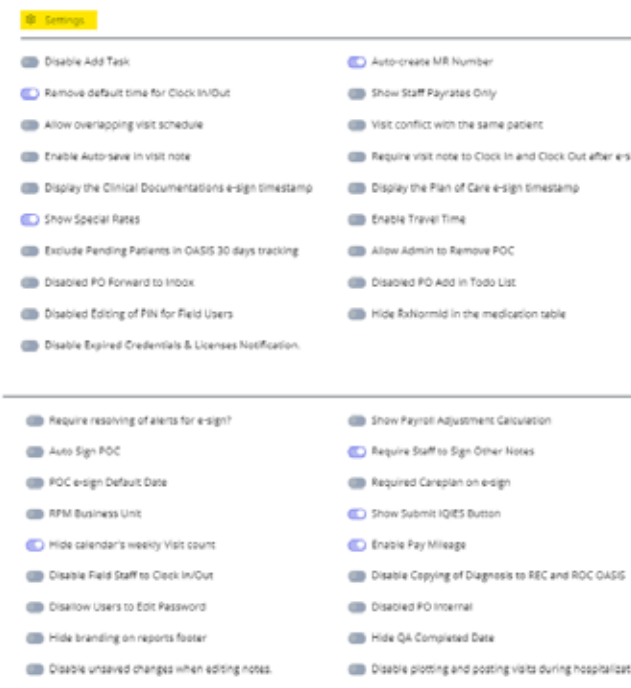 Settings
Disable Add Task
Auto-create MR Number
Remove default time for Clock In/Out
Show Staff Payrates Only
Allow overlapping visit schedule
Visit conflict with the same patient
Enable Auto-save in visit note
Require visit note to Clock In and Clock Out after e-si
Display the Clinical Documentations e-sign timestamp
Display the Plan of Care e-sign timestamp
Show Special Rates
Enable Travel Time
Exclude Pending Patients in OASIS 30 days tracking
Allow Admin to Remove POC
Disabled PO Forward to Inbox
Disabled PO Add in Todo List
Disabled Editing of PIN for Field Users
Hide RxNormId in the medication table
Disable Expired Credentials & Licenses Notification.
Require resolving of alerts for e-sign?
Show Payroll Adjustment Calculation
Auto Sign POC
Require Staff to Sign Other Notes
POC e-sign Default Date
Required Careplan on e-sign
RPM Business Unit
Show Submit IQIES Button
Hide calendar's weekly Visit count
Enable Pay Mileage
Disable Field Staff to Clock In/Out
Disable Copying of Diagnosis to REC and ROC OASIS
Disallow Users to Edit Password
Disabled PO Internal
Hide branding on reports footer
Hide QA Completed Date
Disable unsaved changes when editing notes.
Disable plotting and posting visits during hospitalizat